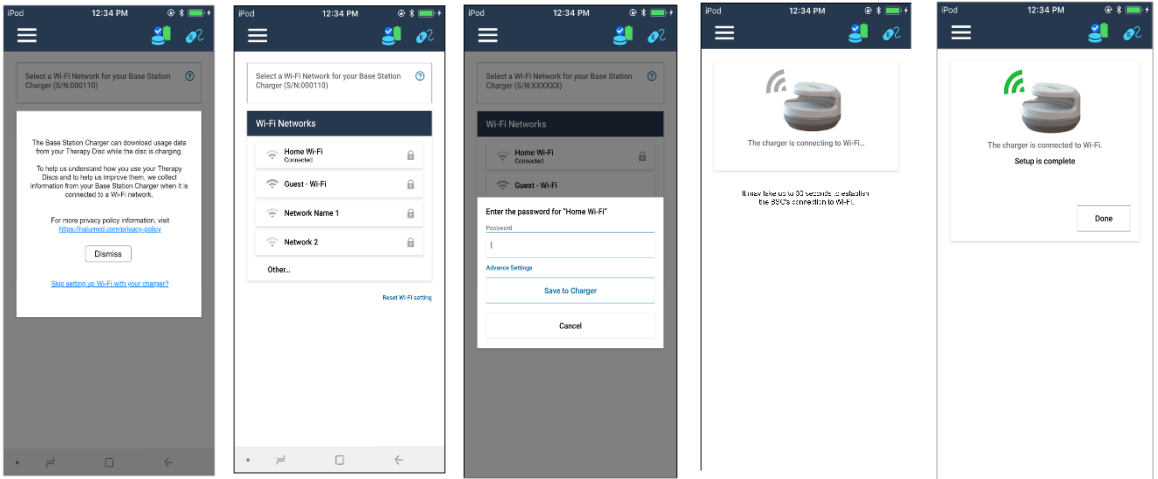 iPod 12:34 PM
Select a Wi-Fi Network for your Base Station
Charger (S/N:000110)
The Base Station Charger can download usage data
from your Therapy Disc while the disc is charging.
To help us understand how you use your Therapy
Discs and to help us improve them, we collect
information from your Base Station Charger when it is
connected to a Wi-Fi network.
For more privacy policy information, visit
https://nalumed.com/privacy-policy
Dismiss
Skip setting up Wi-Fi with your charger?
iPod 12:34 PM
Select a Wi-Fi Network for your Base Station
Charger (S/N:000110)
Wi-Fi Networks
Home Wi-Fi
Connected
Guest - Wi-Fi
Network Name 1
Network 2
Other...
Reset Wi-Fi setting
iPod 12:34 PM
Select a Wi-Fi Network for your Base Station
Charger (S/N:XXXXXX)
Wi-Fi Networks
Home Wi-Fi
Connected
Guest - Wi-Fi
Enter the password for "Home Wi-Fi"
Password
Advance Settings
Save to Charger
Cancel
iPod 12:34 PM
The charger is connecting to Wi-Fi...
It may take up to 30 seconds to establish
the BSC's connection to Wi-Fi.
iPod 12:34 PM
The charger is connected to Wi-Fi.
Setup is complete
Done